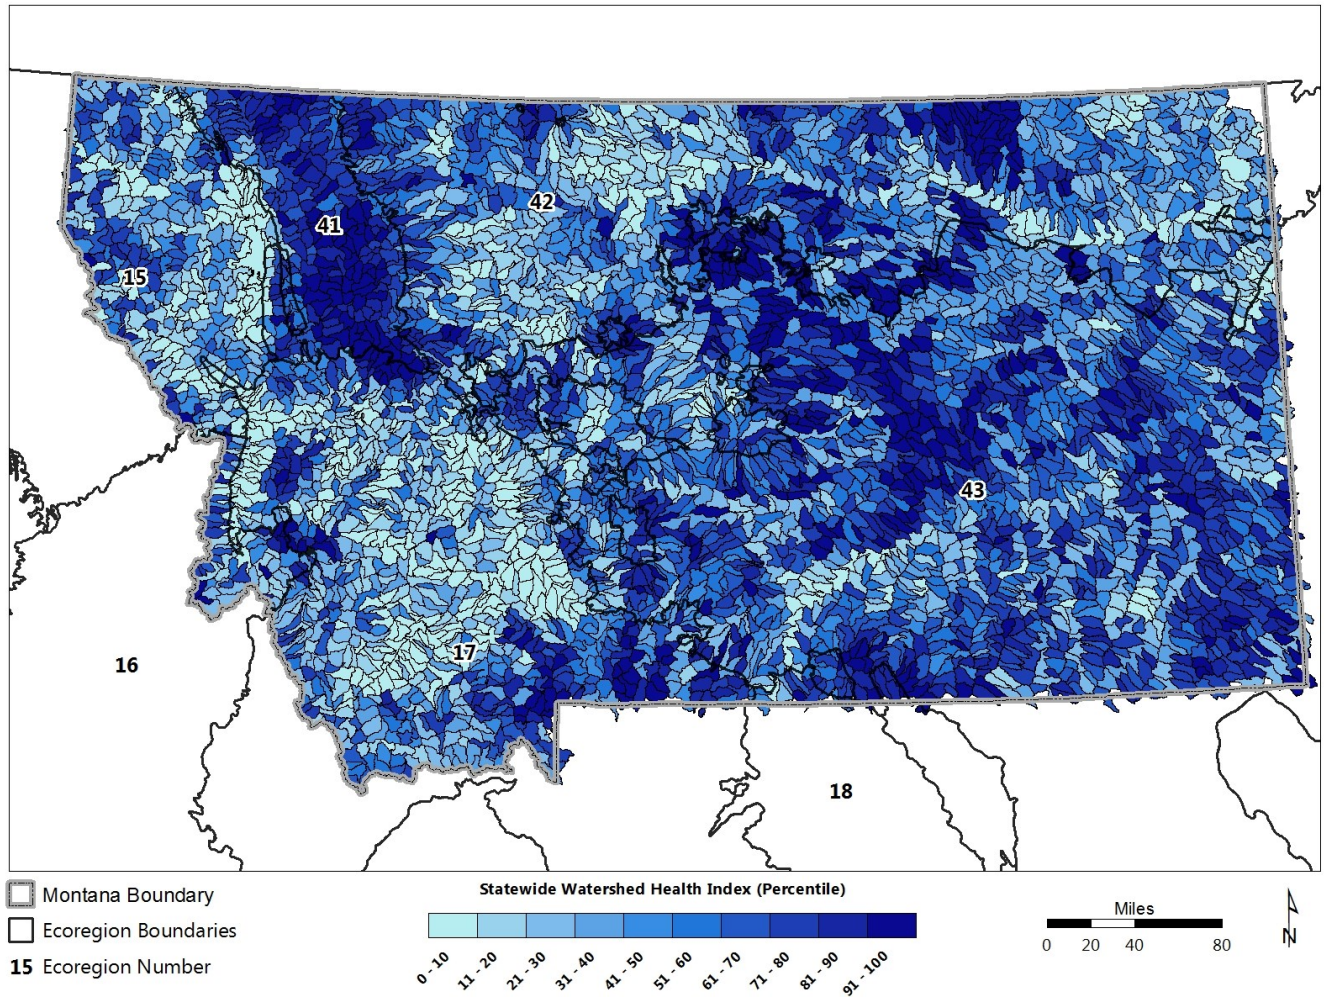 42
41
15
43
17
16
18
Montana Boundary
Ecoregion Boundaries
15 Ecoregion Number
Statewide Watershed Health Index (Percentile)
0 - 10
11 - 20
21 - 30
31 - 40
41 - 50
51 - 60
61 - 70
71 - 80
81 - 90
91 - 100
Miles
0 20 40 80
N